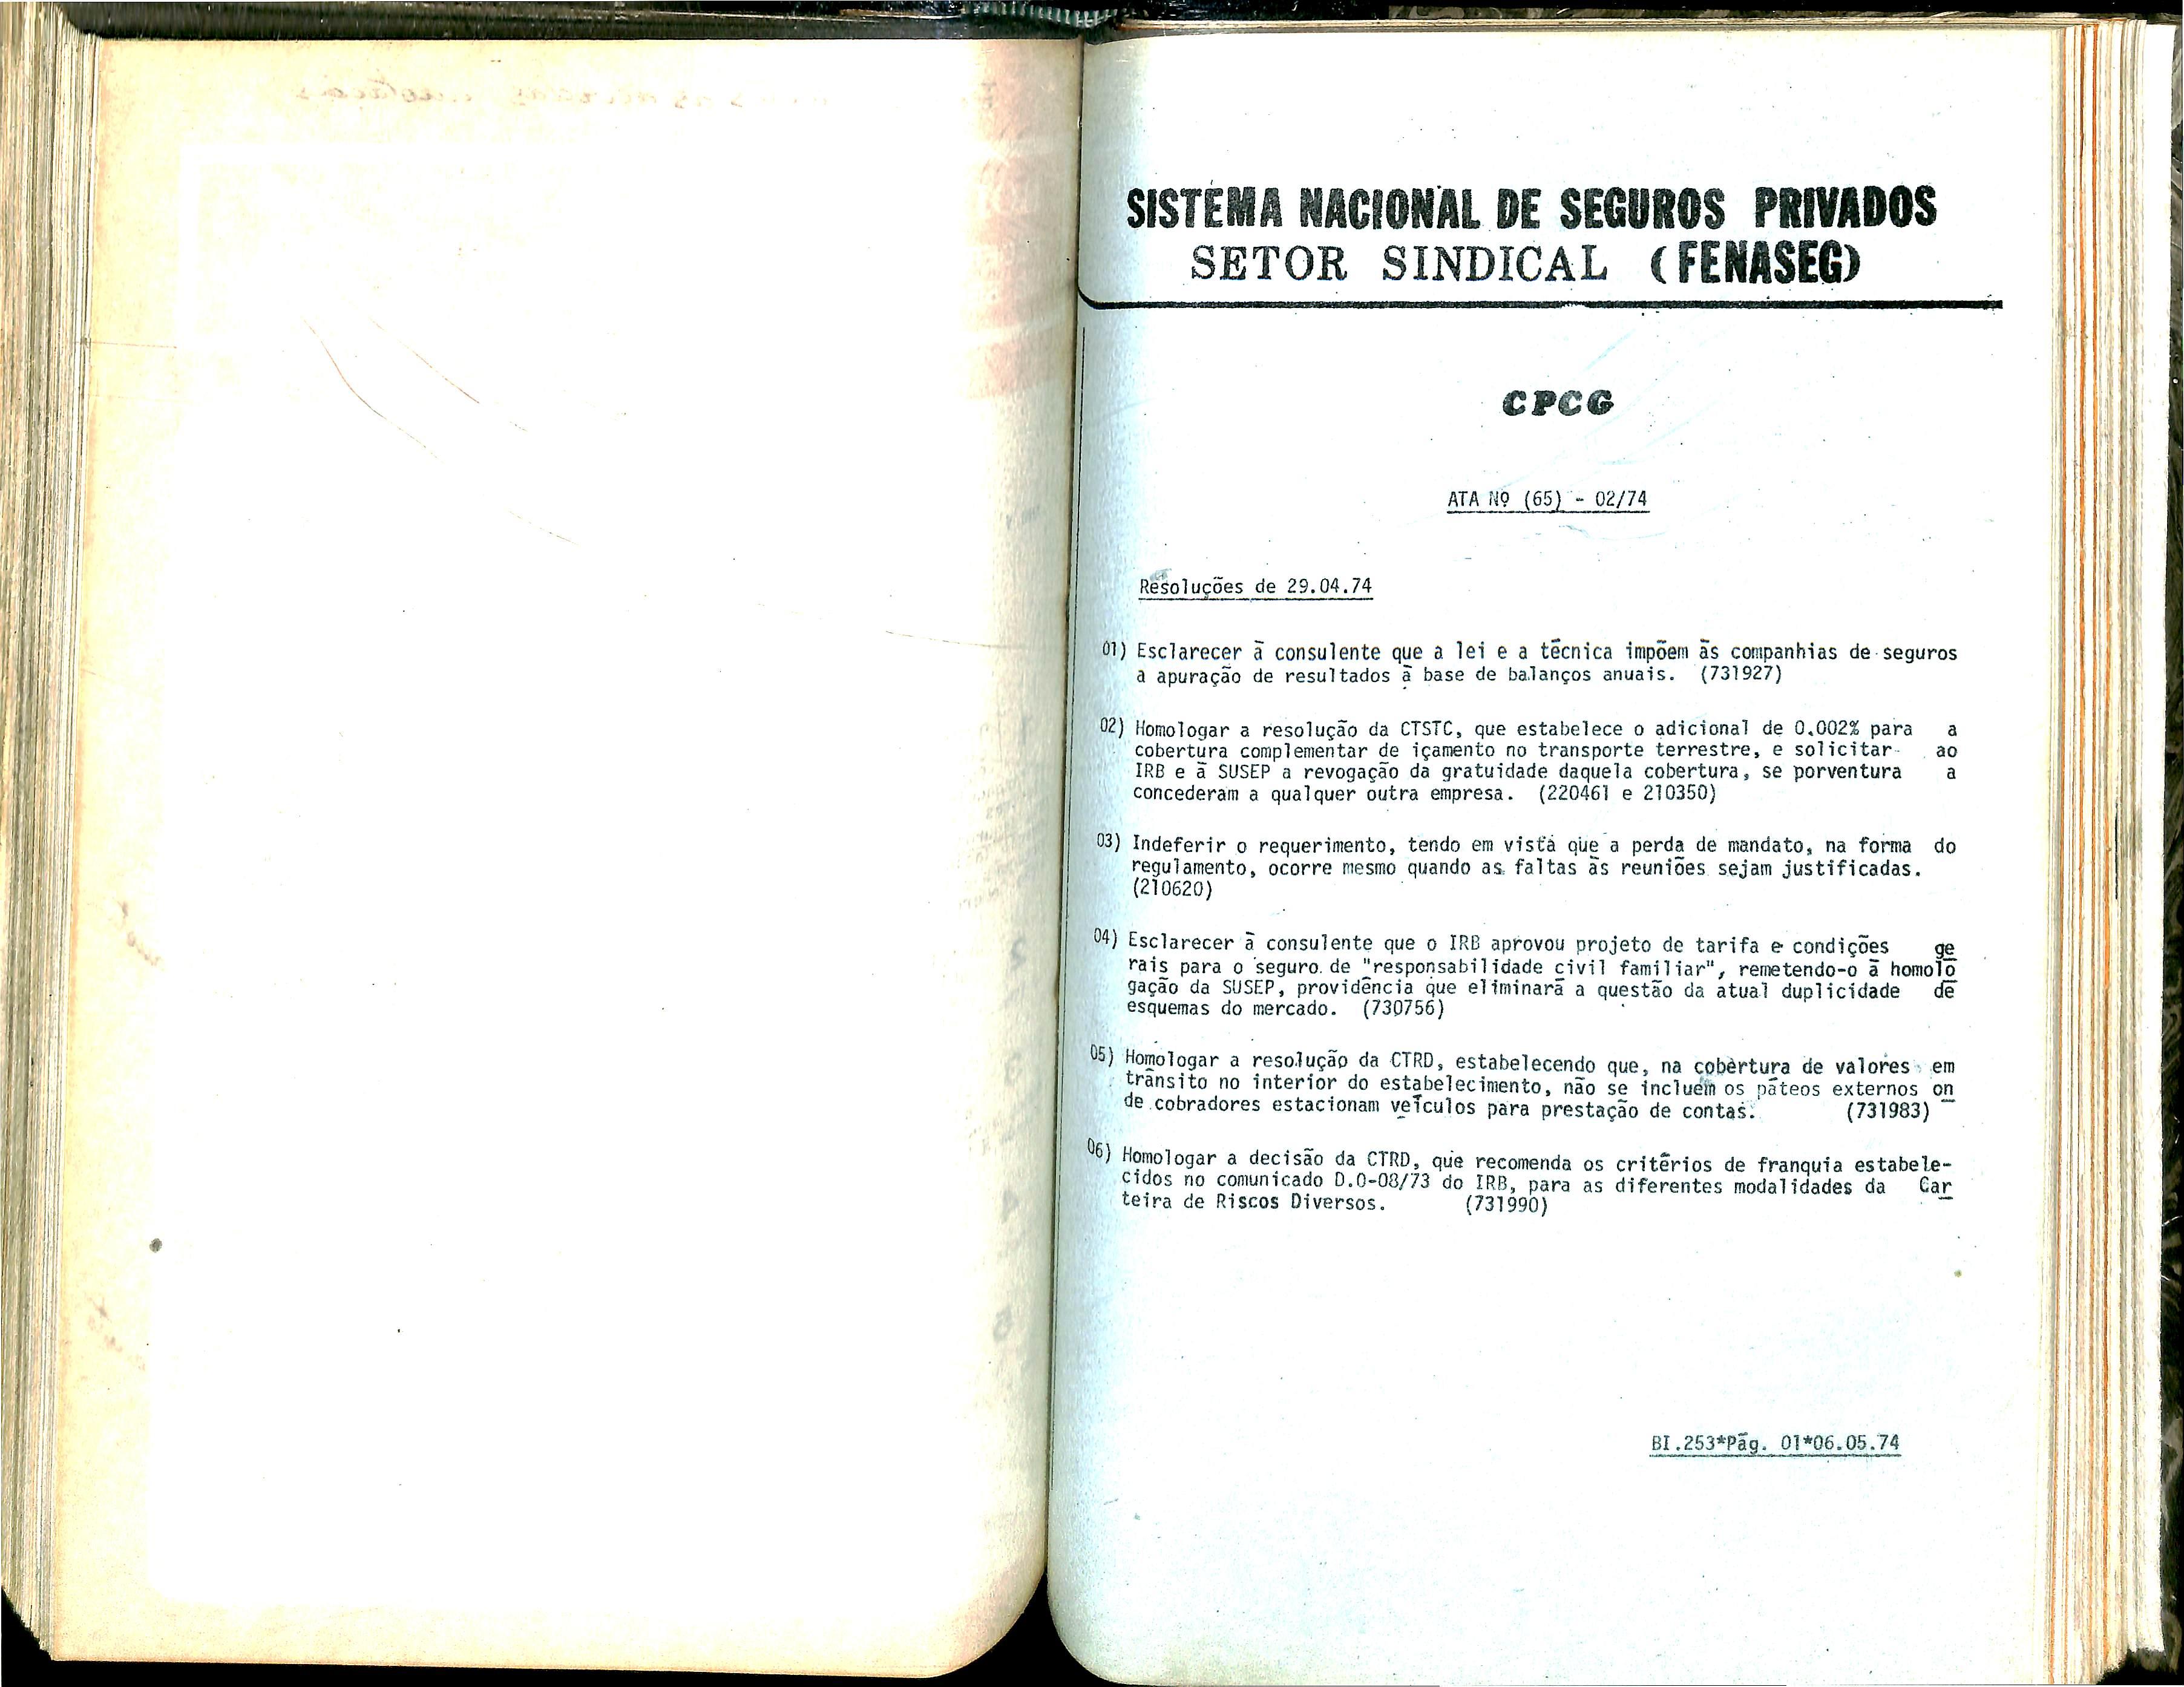 SISTEMA NACIONAL DE SEGUROS PRIVADOS
SETOR SINDICAL (FENASEG)
CPCG
ATA Nº (65) - 02/74
Resoluções de 29.04.74
01) Esclarecer à consulente que a lei e a técnica impõem às companhias de seguros
a apuração de resultados à base de balanços anuais. (731927)
02) Homologar a resolução da CTSTC, que estabelece o adicional de 0,002% para a
cobertura complementar de içamento no transporte terrestre, e solicitar ao
IRB e à SUSEP a revogação da gratuidade daquela cobertura, se porventura a
concederam a qualquer outra empresa. (220461 e 210350)
03) Indeferir o requerimento, tendo em vista que a perda de mandato, na forma do
regulamento, ocorre mesmo quando as faltas às reuniões sejam justificadas.
(210620)
04) Esclarecer à consulente que o IRB aprovou projeto de tarifa e condições ge
rais para o seguro de "responsabilidade civil familiar", remetendo-o à homolo
gação da SUSEP, providência que eliminará a questão da atual duplicidade de
esquemas do mercado. (730756)
05) Homologar a resolução da CTRD, estabelecendo que, na cobertura de valores em
trânsito no interior do estabelecimento, não se incluem os páteos externos on
de cobradores estacionam veículos para prestação de contas. (731983)
06) Homologar a decisão da CTRD, que recomenda os critérios de franquia estabele-
cidos no comunicado D.O-08/73 do IRB, para as diferentes modalidades da Car
teira de Riscos Diversos. (731990)
BI.253*Pág. 01*06.05.74